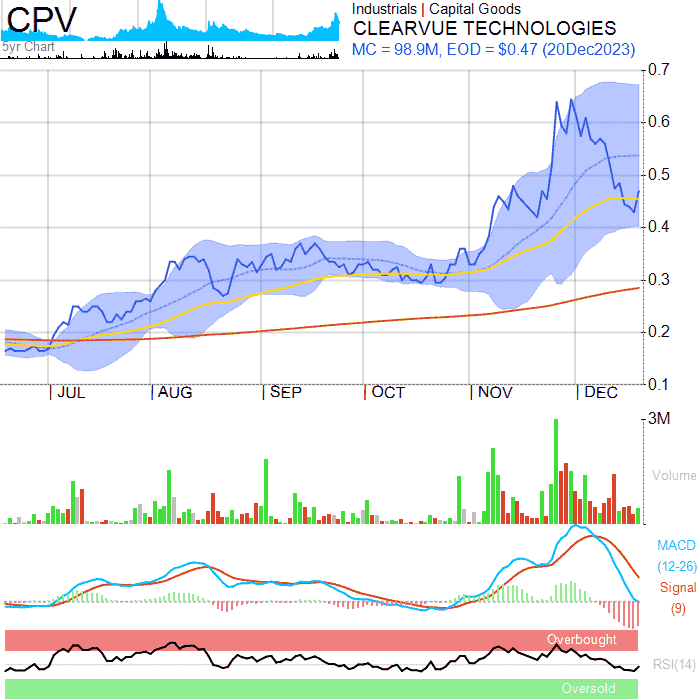 CPV
5yr Chart
Industrials | Capital Goods
CLEARVUE TECHNOLOGIES
MC = 98.9M, EOD = $0.47 (20Dec2023)
0.7
0.6
0.5
0.4
0.3
0.2
0.1
JUL AUG SEP OCT NOV DEC
3M
Volume
MACD
(12-26)
Signal
(9)
Overbought
RSI(14)
Oversold